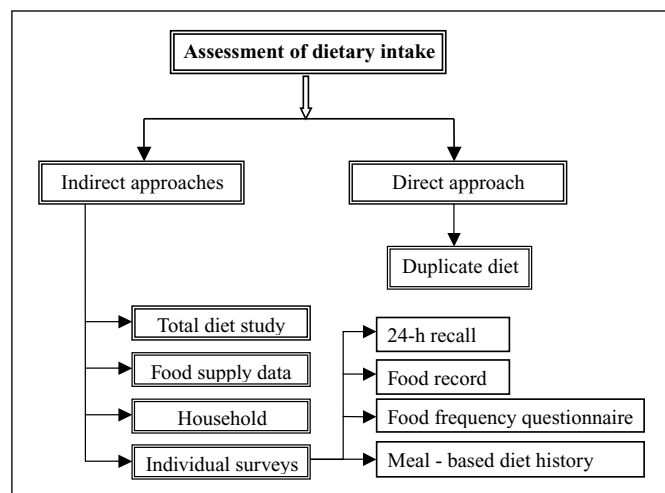 Assessment of dietary intake
Indirect approaches
Direct approach
Duplicate diet
Total diet study
Food supply data
Household
Individual surveys
24-h recall
Food record
Food frequency questionnaire
Meal - based diet history